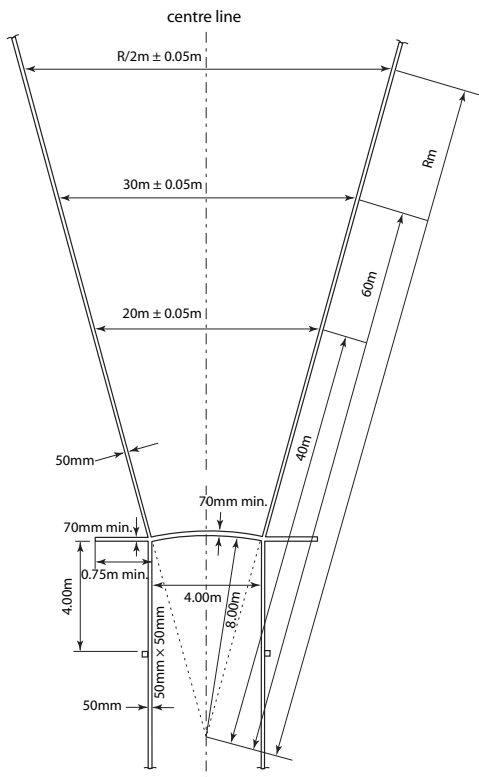 centre line
R/2m ± 0.05m
Rm
30m ± 0.05m
60m
20m ± 0.05m
40m
50mm
70mm min.
70mm min.
0.75m min.
4.00m
4.00m
8.00m
50mm × 50mm
50mm